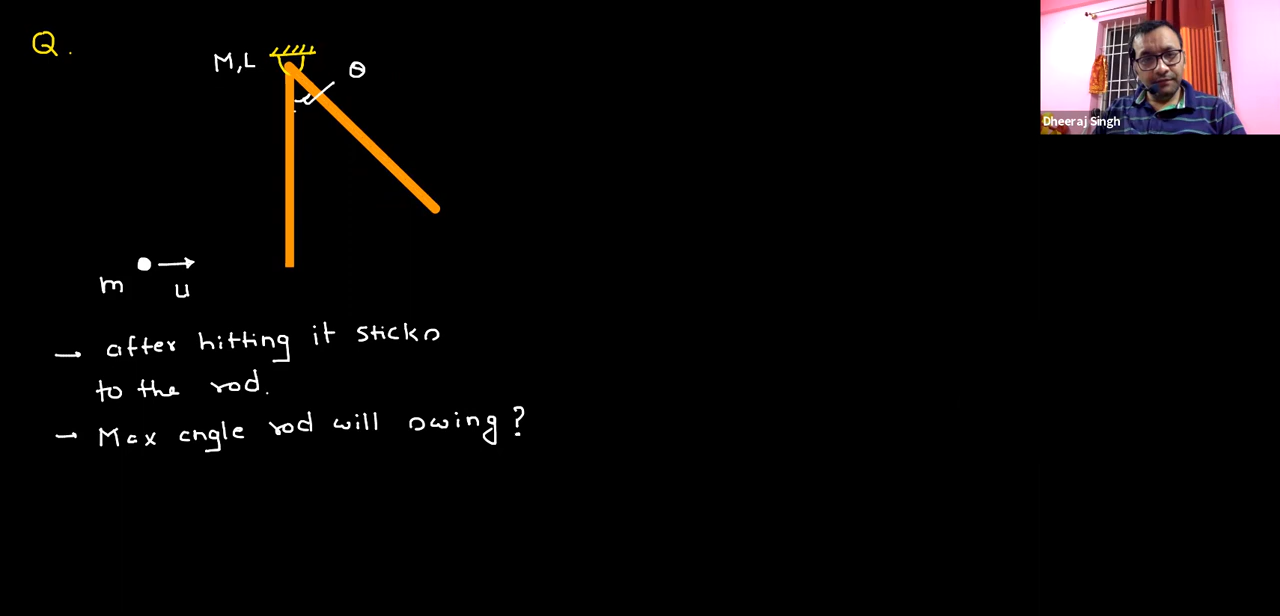 Q.
M, L
θ
m
u
→ after hitting it sticks
to the rod.
→ Max angle rod will swing?
Dheeraj Singh